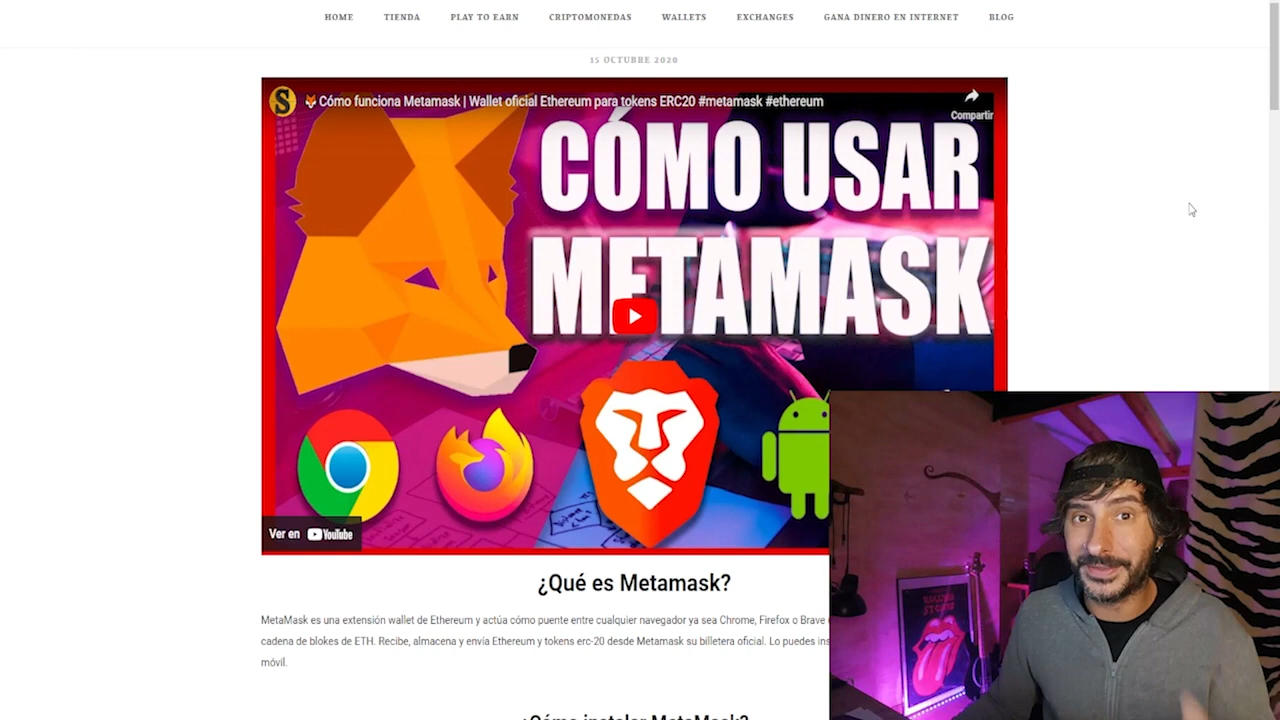 HOME TIENDA PLAY TO EARN CRIPTOMONEDAS WALLETS EXCHANGES GANA DINERO EN INTERNET BLOG
15 OCTUBRE 2020
S
Cómo funciona Metamask | Wallet oficial Ethereum para tokens ERC20 #metamask #ethereum
Compartir
CÓMO USAR
METAMASK
Ver en YouTube
¿Qué es Metamask?
MetaMask es una extensión wallet de Ethereum y actúa cómo puente entre cualquier navegador ya sea Chrome, Firefox o Brave
cadena de blokes de ETH. Recibe, almacena y envía Ethereum y tokens erc-20 desde Metamask su billetera oficial. Lo puedes ins
móvil.
¿Cómo instalar MetaMask?